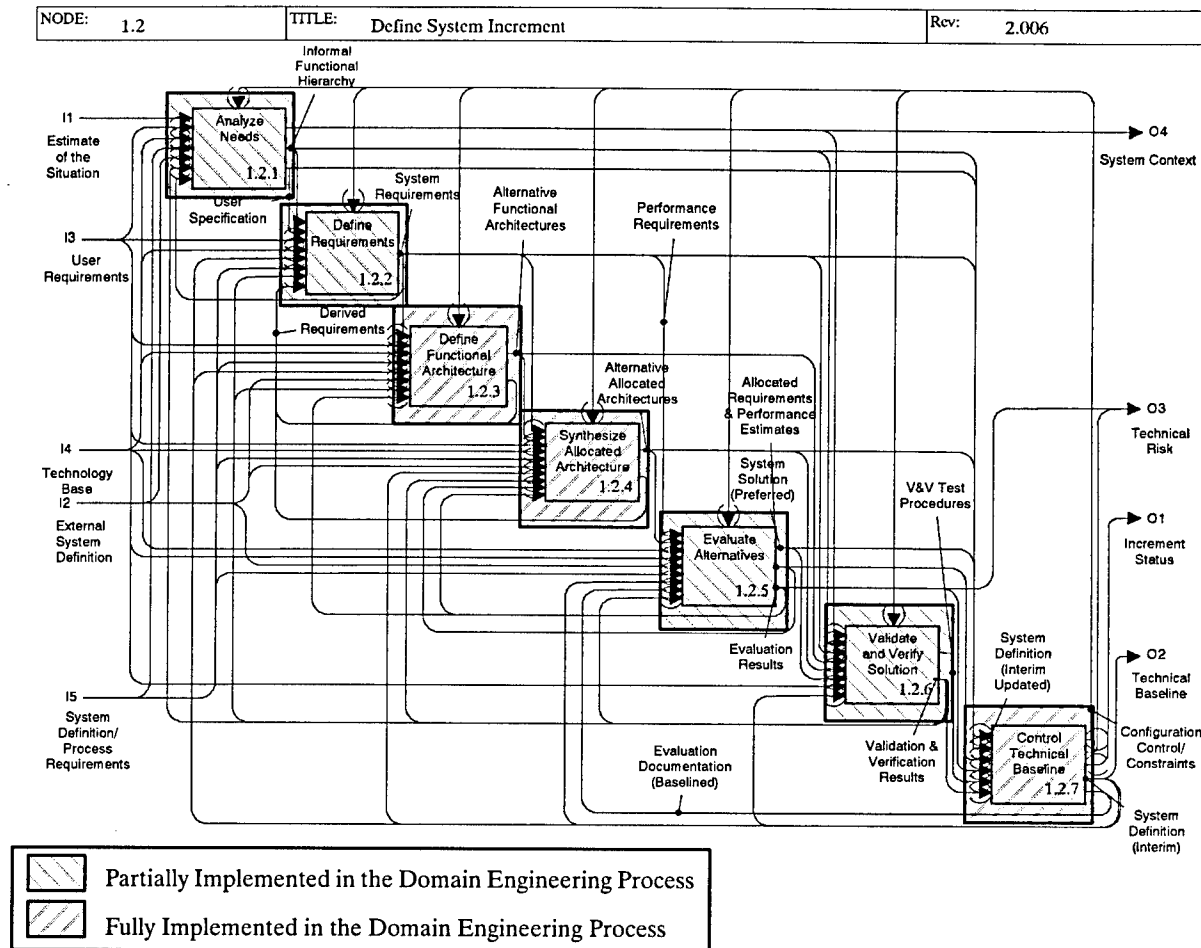 NODE: 1.2 TITLE: Define System Increment Rev: 2.006
Informal
Functional
Hierarchy
I1
Estimate
of the
Situation
Analyze
Needs
1.2.1
O4
System Context
User
Specification
System
Requirements
Alternative
Functional
Architectures
Performance
Requirements
I3
User
Requirements
Define
Requirements
1.2.2
Derived
Requirements
Define
Functional
Architecture
1.2.3
Alternative
Allocated
Architectures
Allocated
Requirements
& Performance
Estimates
O3
Technical
Risk
I4
Technology
Base
I2
External
System
Definition
Synthesize
Allocated
Architecture
1.2.4
System
Solution
(Preferred)
V&V Test
Procedures
O1
Increment
Status
Evaluate
Alternatives
1.2.5
Evaluation
Results
Validate
and Verify
Solution
1.2.6
System
Definition
(Interim
Updated)
O2
Technical
Baseline
I5
System
Definition/
Process
Requirements
Evaluation
Documentation
(Baselined)
Validation &
Verification
Results
Control
Technical
Baseline
1.2.7
Configuration
Control/
Constraints
System
Definition
(Interim)
Partially Implemented in the Domain Engineering Process
Fully Implemented in the Domain Engineering Process